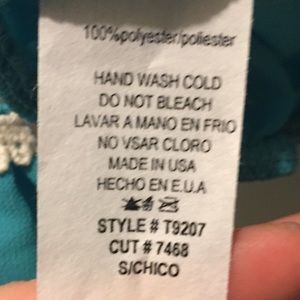 100%polyester/poliester
HAND WASH COLD
DO NOT BLEACH
LAVAR A MANO EN FRIO
NO VSAR CLORO
MADE IN USA
HECHO EN E.U.A
STYLE # T9207
CUT # 7468
S/CHICO